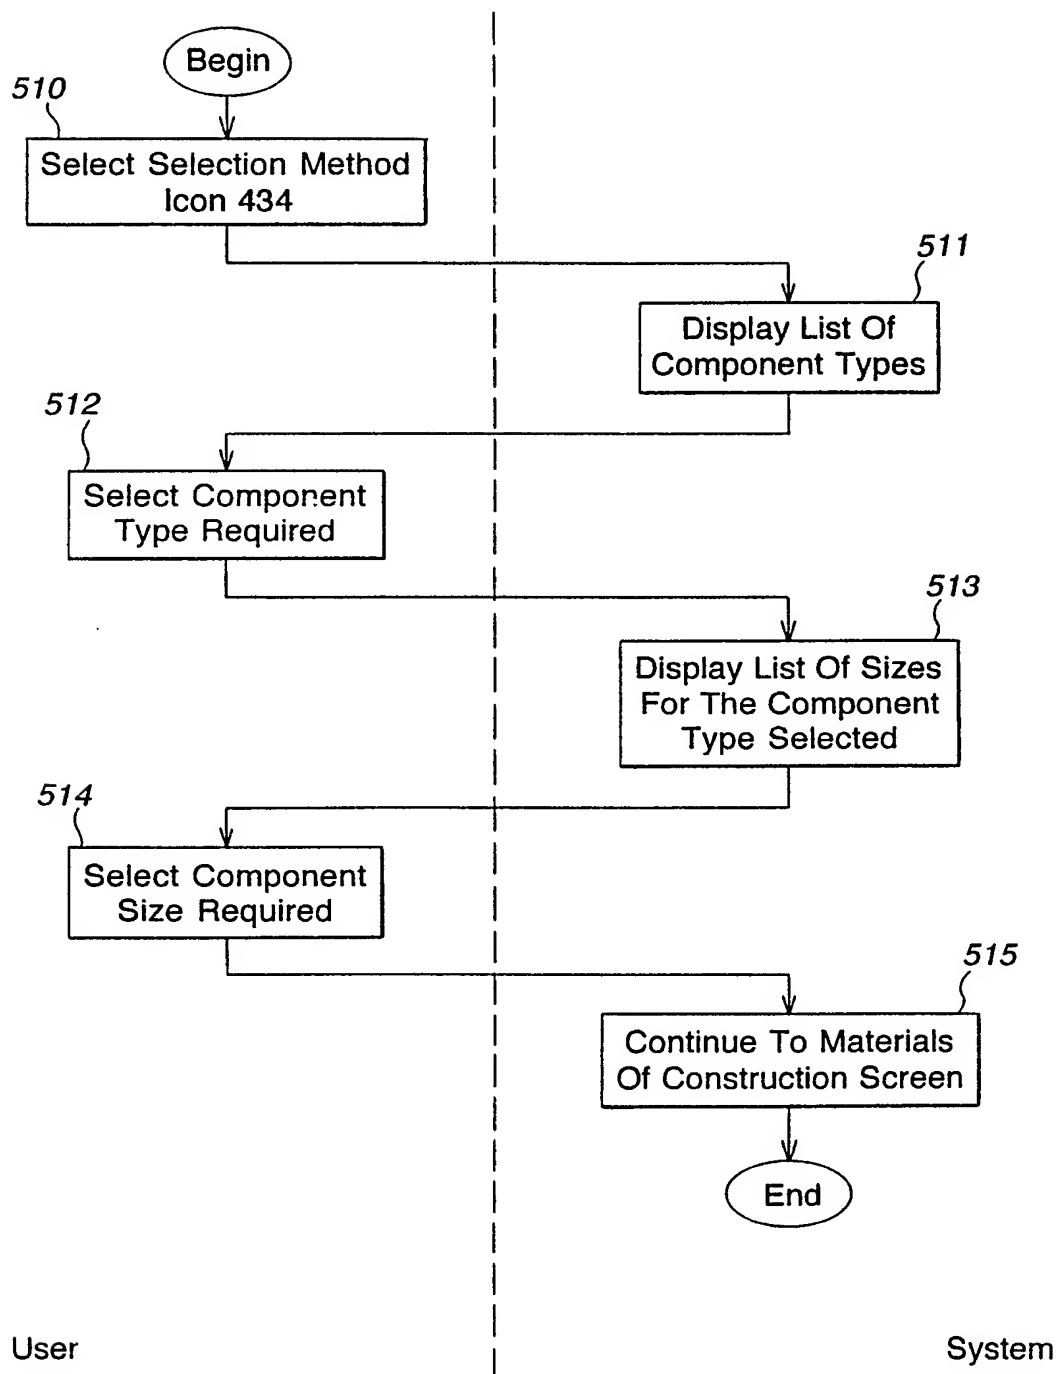 Begin
510
Select Selection Method
Icon 434
511
Display List Of
Component Types
512
Select Component
Type Required
513
Display List Of Sizes
For The Component
Type Selected
514
Select Component
Size Required
515
Continue To Materials
Of Construction Screen
End
User
System